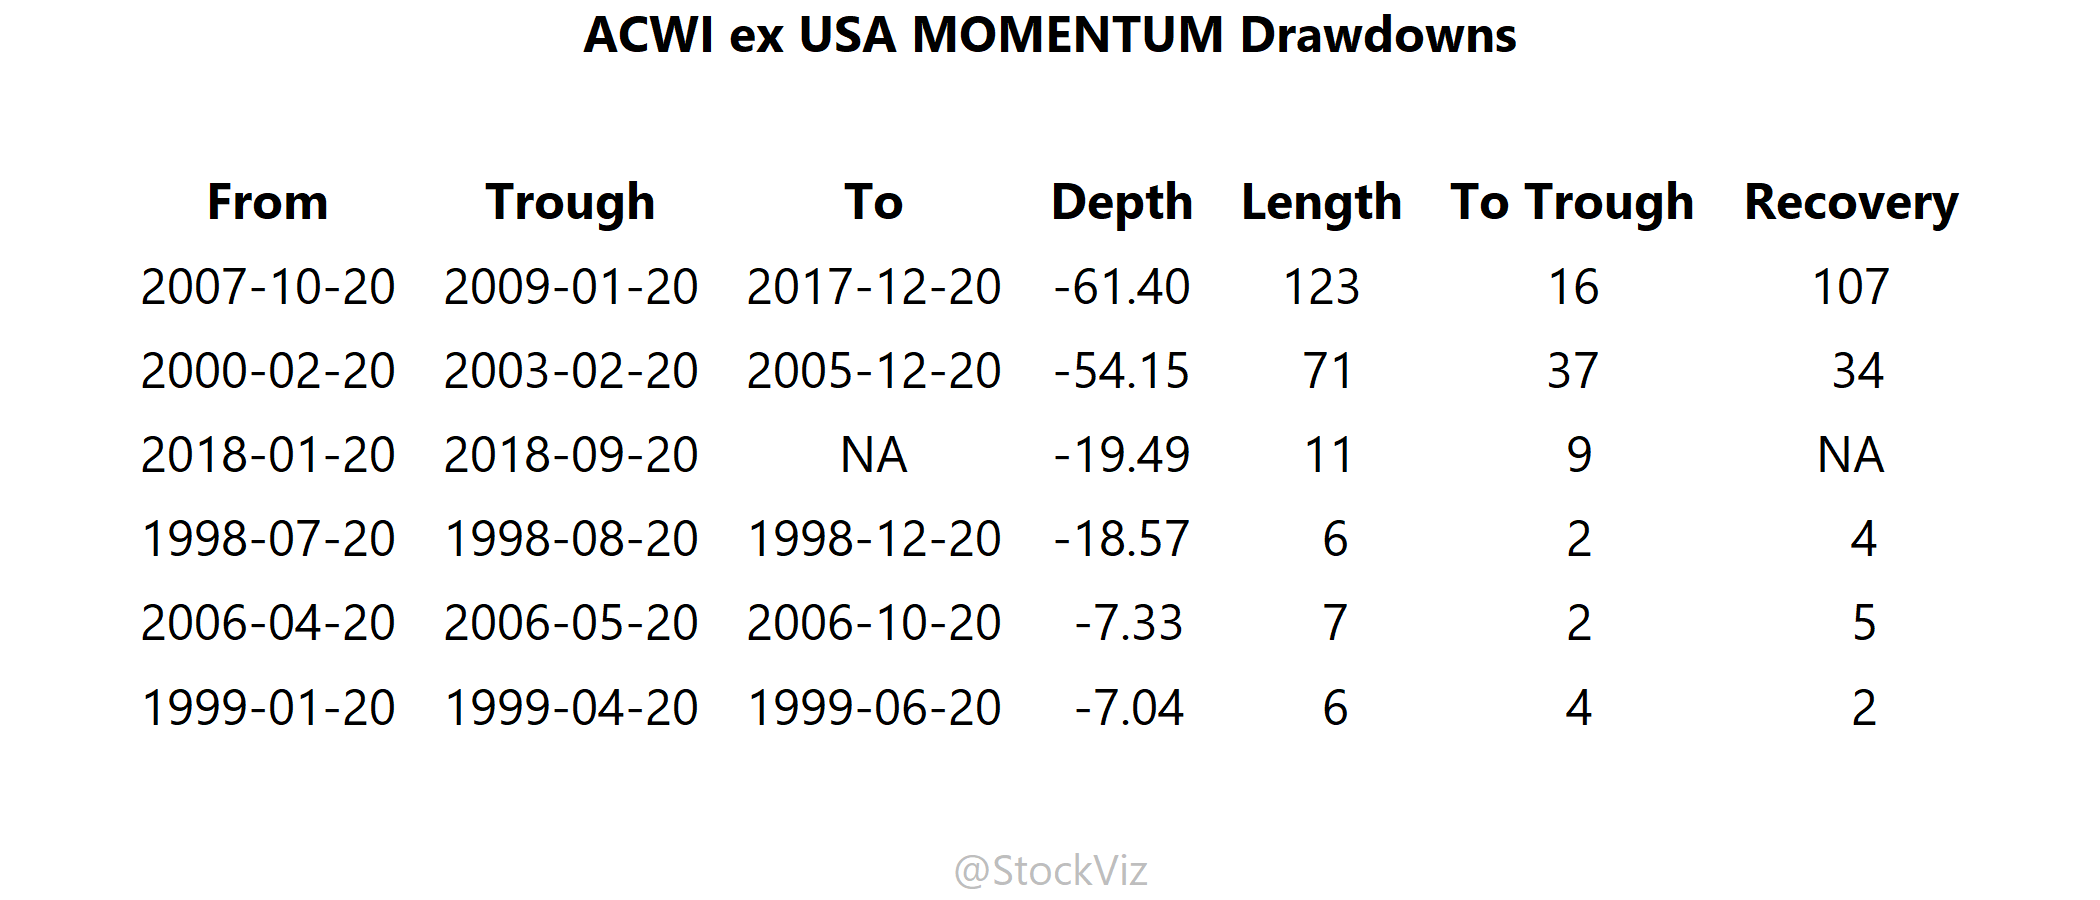 ACWI ex USA MOMENTUM Drawdowns
From Trough To Depth Length To Trough Recovery
2007-10-20 2009-01-20 2017-12-20 -61.40 123 16 107
2000-02-20 2003-02-20 2005-12-20 -54.15 71 37 34
2018-01-20 2018-09-20 NA -19.49 11 9 NA
1998-07-20 1998-08-20 1998-12-20 -18.57 6 2 4
2006-04-20 2006-05-20 2006-10-20 -7.33 7 2 5
1999-01-20 1999-04-20 1999-06-20 -7.04 6 4 2
@StockViz